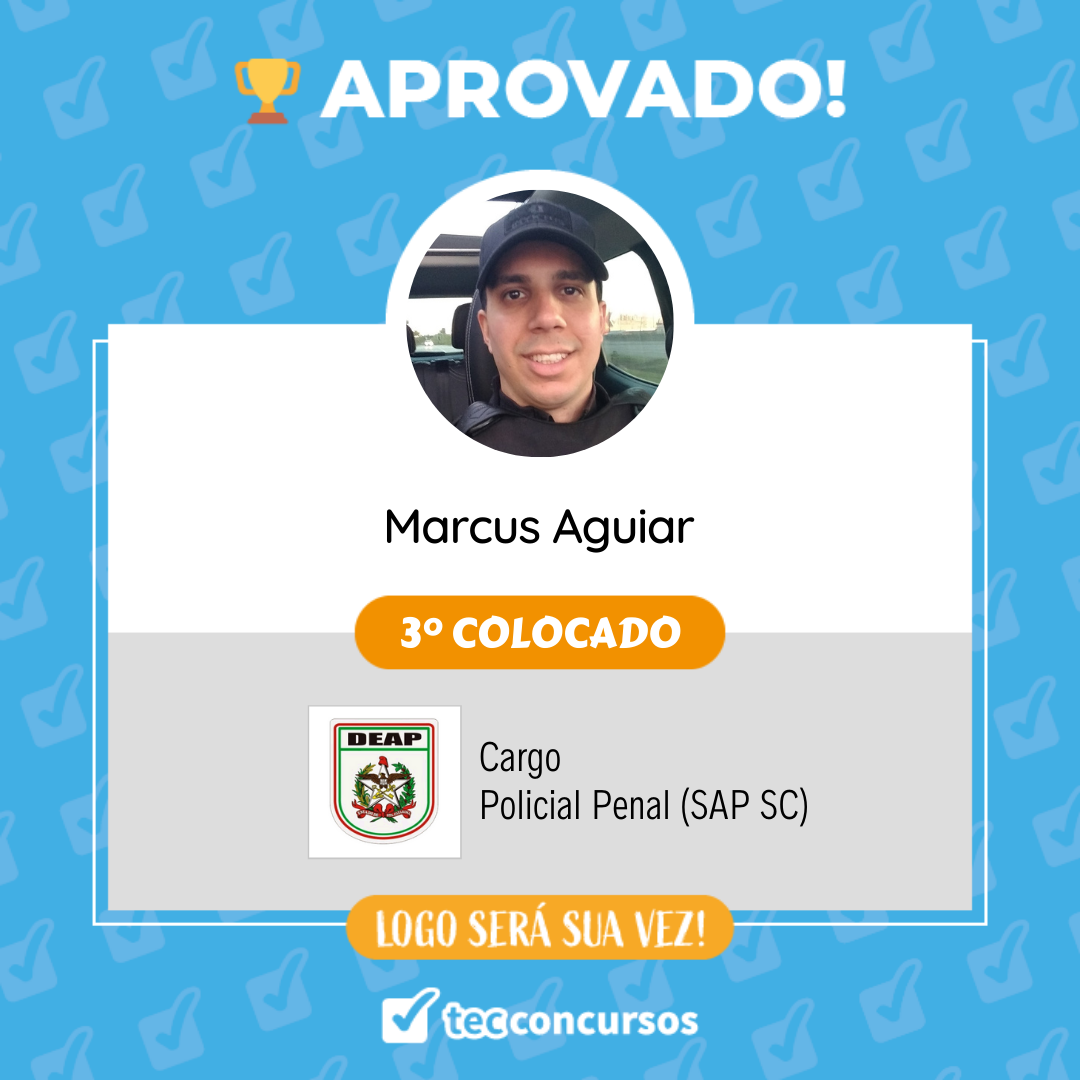 APROVADO!
Marcus Aguiar
3º COLOCADO
DEAP
Cargo
Policial Penal (SAP SC)
LOGO SERÁ SUA VEZ!
tecconcursos